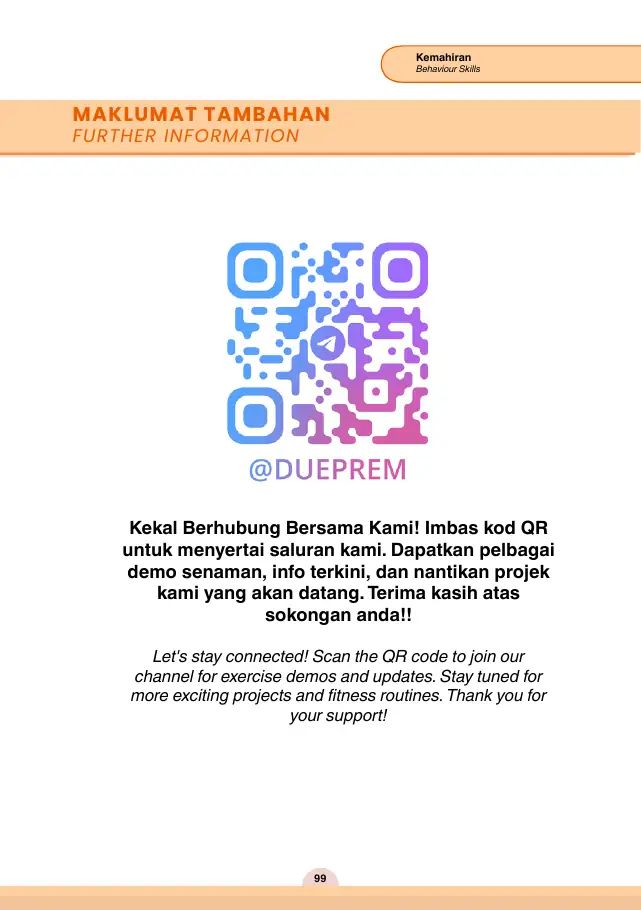 Kemahiran
Behaviour Skills
MAKLUMAT TAMBAHAN
FURTHER INFORMATION
@DUEPREM
Kekal Berhubung Bersama Kami! Imbas kod QR
untuk menyertai saluran kami. Dapatkan pelbagai
demo senaman, info terkini, dan nantikan projek
kami yang akan datang. Terima kasih atas
sokongan anda!!
Let's stay connected! Scan the QR code to join our
channel for exercise demos and updates. Stay tuned for
more exciting projects and fitness routines. Thank you for
your support!
99